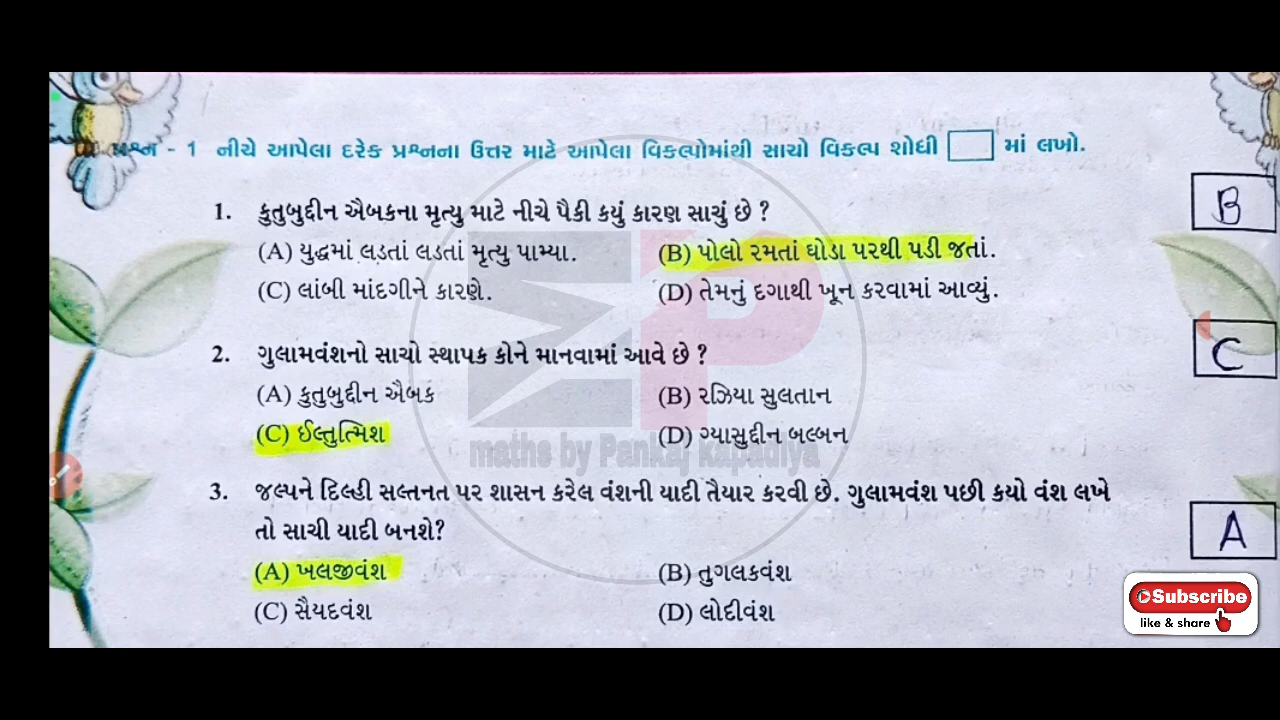 પ્રશ્ન - 1 નીચે આપેલા દરેક પ્રશ્નના ઉત્તર માટે આપેલા વિકલ્પોમાંથી સાચો વિકલ્પ શોધી માં લખો.
1. કુતુબુદ્દીન ઐબકના મૃત્યુ માટે નીચે પૈકી કયું કારણ સાચું છે ?
B
(A) યુદ્ધમાં લડતાં લડતાં મૃત્યુ પામ્યા. (B) પોલો રમતાં ઘોડા પરથી પડી જતાં.
(C) લાંબી માંદગીને કારણે. (D) તેમનું દગાથી ખૂન કરવામાં આવ્યું.
2. ગુલામવંશનો સાચો સ્થાપક કોને માનવામાં આવે છે ?
C
(A) કુતુબુદ્દીન ઐબક (B) રઝિયા સુલતાન
(C) ઈલ્તુત્મિશ (D) ગ્યાસુદ્દીન બલ્બન
maths by Pankaj kapadiya
3. જલ્પને દિલ્હી સલ્તનત પર શાસન કરેલ વંશની યાદી તૈયાર કરવી છે. ગુલામવંશ પછી કયો વંશ લખે
તો સાચી યાદી બનશે?
A
(A) ખલજીવંશ (B) તુગલકવંશ
(C) સૈયદવંશ (D) લોદીવંશ
Subscribe
like & share